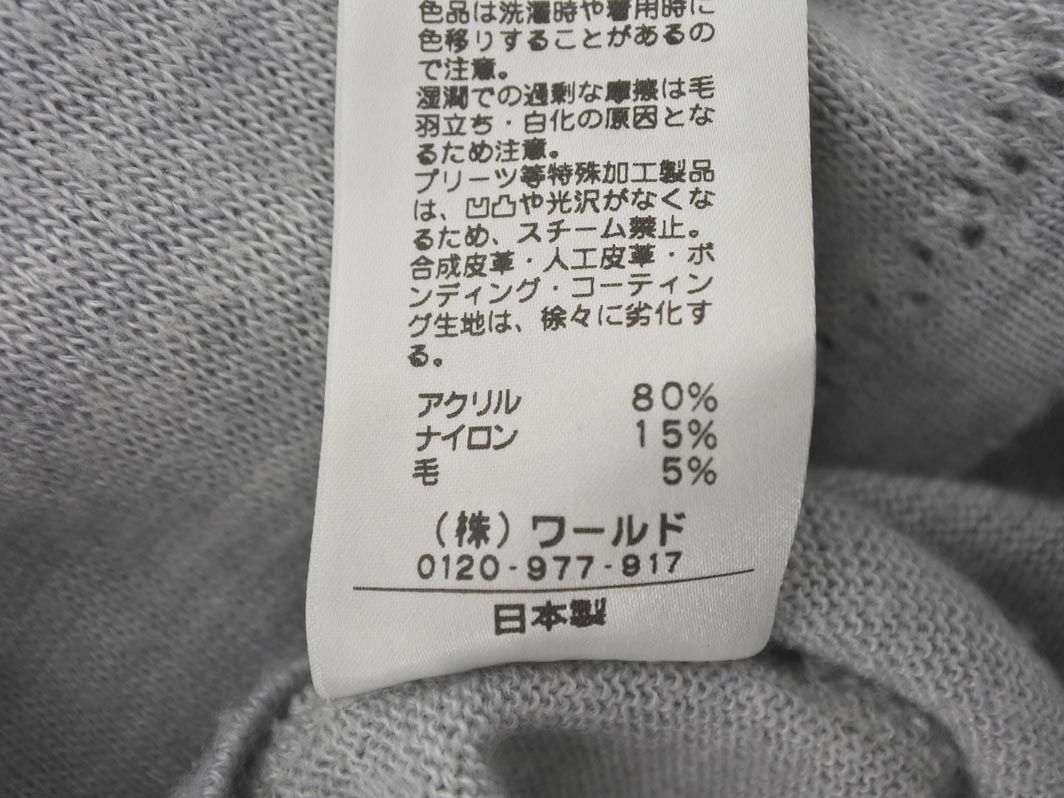 色品は洗濯時や着用時に
色移りすることがあるの
で注意。
湿潤での過剰な摩擦は毛
羽立ち・白化の原因とな
るため注意。
プリーツ等特殊加工製品
は、凹凸や光沢がなくな
るため、スチーム禁止。
合成皮革・人工皮革・ボ
ンディング・コーティン
グ生地は、徐々に劣化す
る。
アクリル 80%
ナイロン 15%
毛 5%
(株)ワールド
0120-977-917
日本製